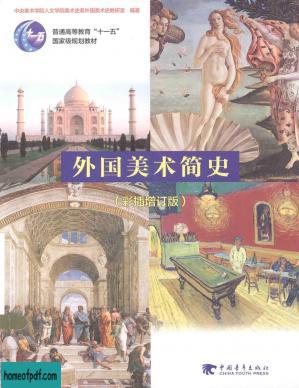 中央美术学院人文学院美术史系外国美术史教研室 编著
十一五
普通高等教育“十一五”
国家级规划教材
外国美术简史
（彩插增订版）
中国青年出版社
CHINA YOUTH PRESS
homeofpdf.com